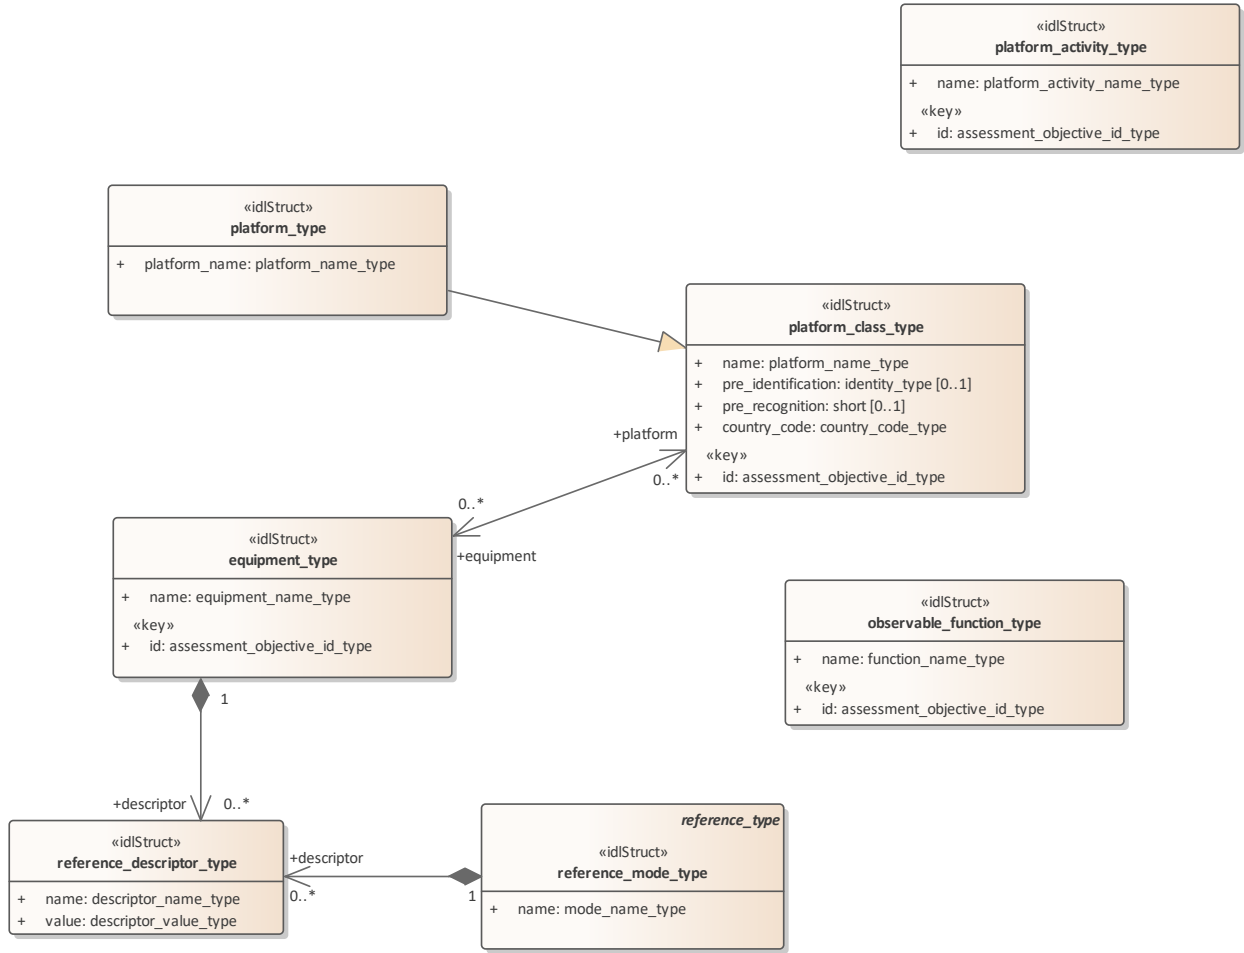 «idlStruct»
platform_activity_type
+ name: platform_activity_name_type
«key»
+ id: assessment_objective_id_type
«idlStruct»
platform_type
+ platform_name: platform_name_type
«idlStruct»
platform_class_type
+ name: platform_name_type
+ pre_identification: identity_type [0..1]
+ pre_recognition: short [0..1]
+ country_code: country_code_type
«key»
+ id: assessment_objective_id_type
+platform
0..*
0..*
+equipment
«idlStruct»
equipment_type
+ name: equipment_name_type
«key»
+ id: assessment_objective_id_type
«idlStruct»
observable_function_type
+ name: function_name_type
«key»
+ id: assessment_objective_id_type
1
+descriptor
0..*
«idlStruct»
reference_descriptor_type
+ name: descriptor_name_type
+ value: descriptor_value_type
+descriptor
0..*
1
reference_type
«idlStruct»
reference_mode_type
+ name: mode_name_type